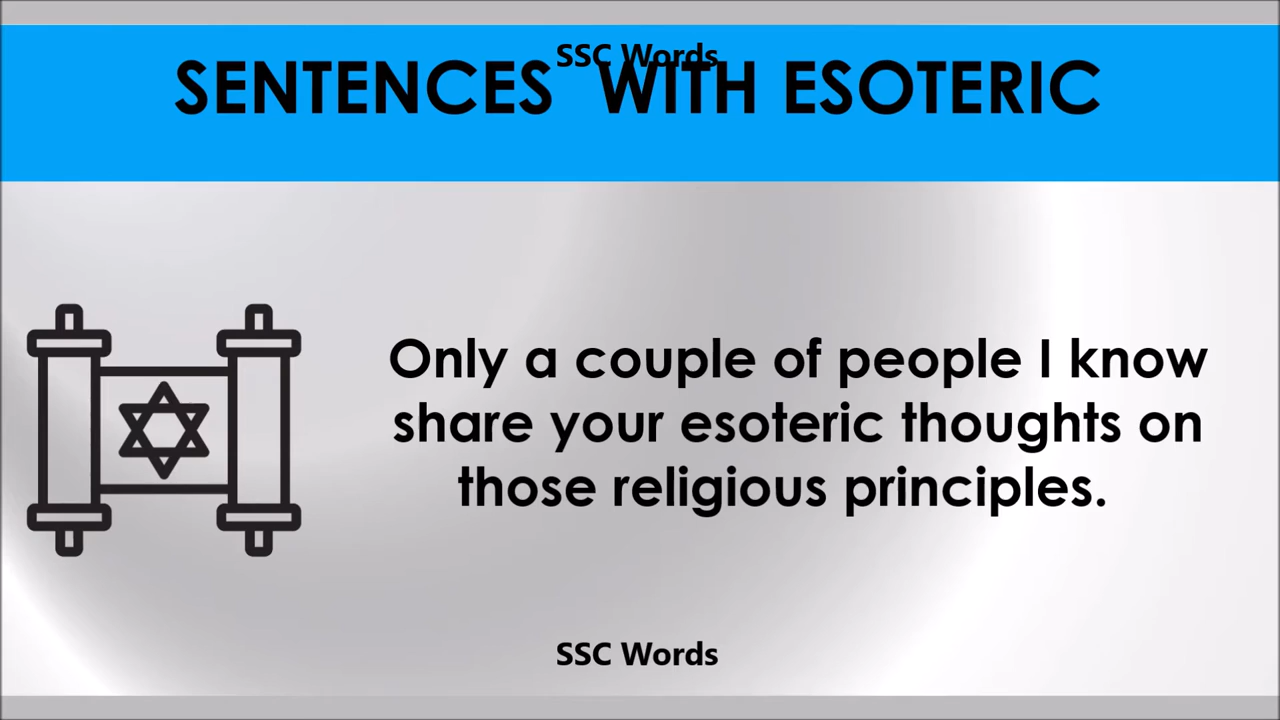 SSC Words
SENTENCES WITH ESOTERIC
Only a couple of people I know
share your esoteric thoughts on
those religious principles.
SSC Words